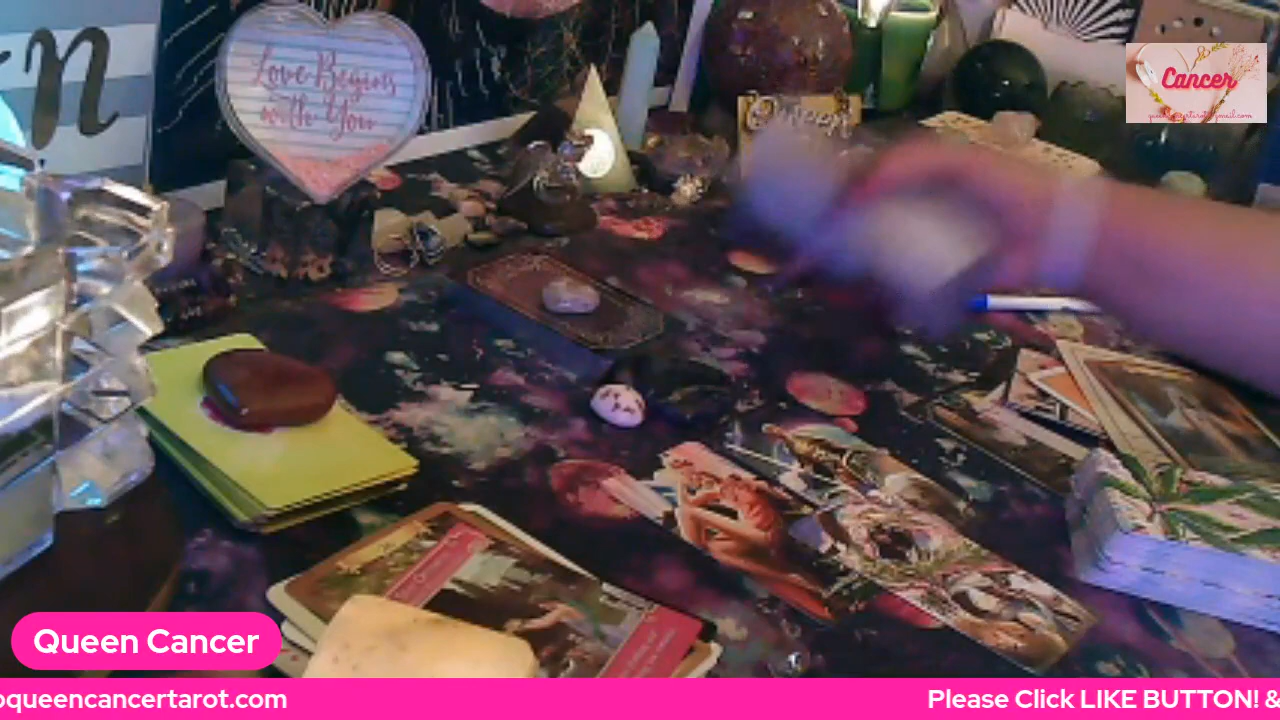 n
Love Begins
with You
Queen
Cancer
Queen Cancer
oqueencancertarot.com
Please Click LIKE BUTTON! &